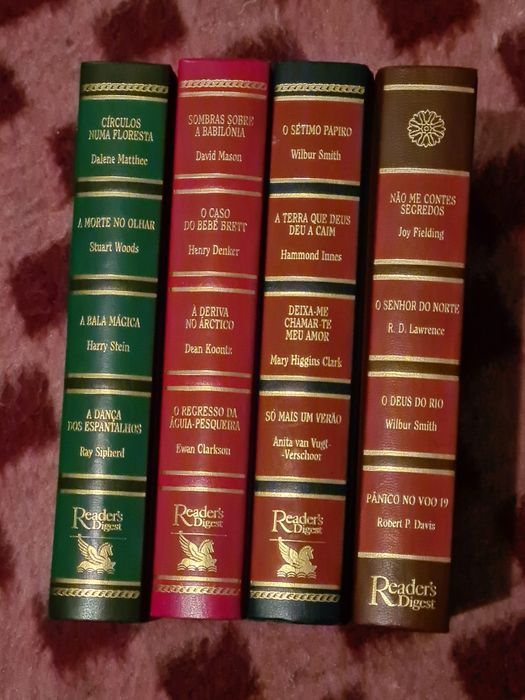 CÍRCULOS
NUMA FLORESTA
Dalene Matthee
A MORTE NO OLHAR
Stuart Woods
A BALA MÁGICA
Harry Stein
A DANÇA
DOS ESPANTALHOS
Ray Sipherd
Reader's
Digest
SOMBRAS SOBRE
A BABILÓNIA
David Mason
O CASO
DO BEBÉ BRETT
Henry Denker
À DERIVA
NO ÁRCTICO
Dean Koontz
O REGRESSO DA
ÁGUIA-PESQUEIRA
Ewan Clarkson
Reader's
Digest
O SÉTIMO PAPIRO
Wilbur Smith
A TERRA QUE DEUS
DEU A CAIM
Hammond Innes
DEIXA-ME
CHAMAR-TE
MEU AMOR
Mary Higgins Clark
SÓ MAIS UM VERÃO
Anita van Vugt-
-Verschoor
Reader's
Digest
NÃO ME CONTES
SEGREDOS
Joy Fielding
O SENHOR DO NORTE
R. D. Lawrence
O DEUS DO RIO
Wilbur Smith
PÂNICO NO VOO 19
Robert P. Davis
Reader's
Digest